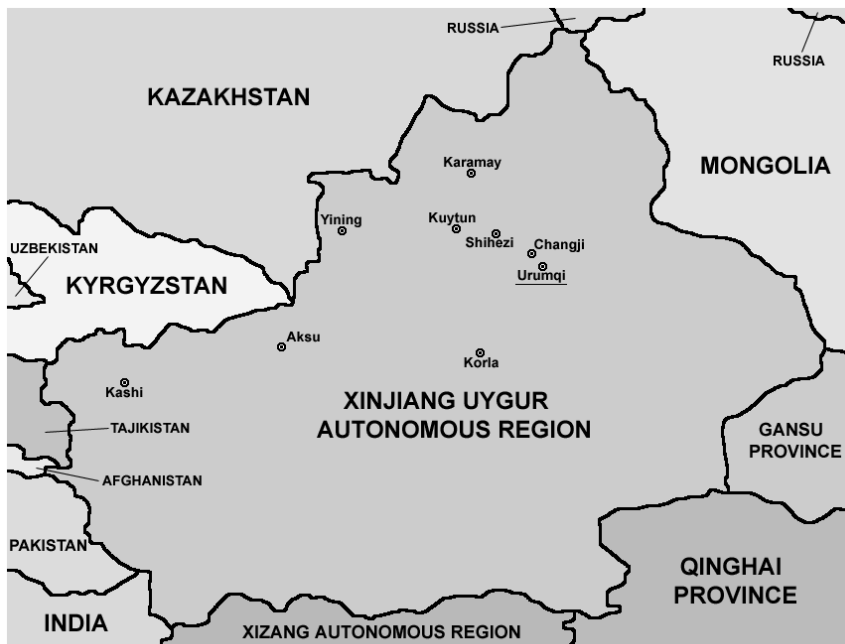 RUSSIA
RUSSIA
KAZAKHSTAN
MONGOLIA
Karamay
Yining
Kuytun
Shihezi
Changji
Urumqi
UZBEKISTAN
KYRGYZSTAN
Aksu
Korla
Kashi
XINJIANG UYGUR
AUTONOMOUS REGION
TAJIKISTAN
GANSU
PROVINCE
AFGHANISTAN
PAKISTAN
QINGHAI
PROVINCE
INDIA
XIZANG AUTONOMOUS REGION